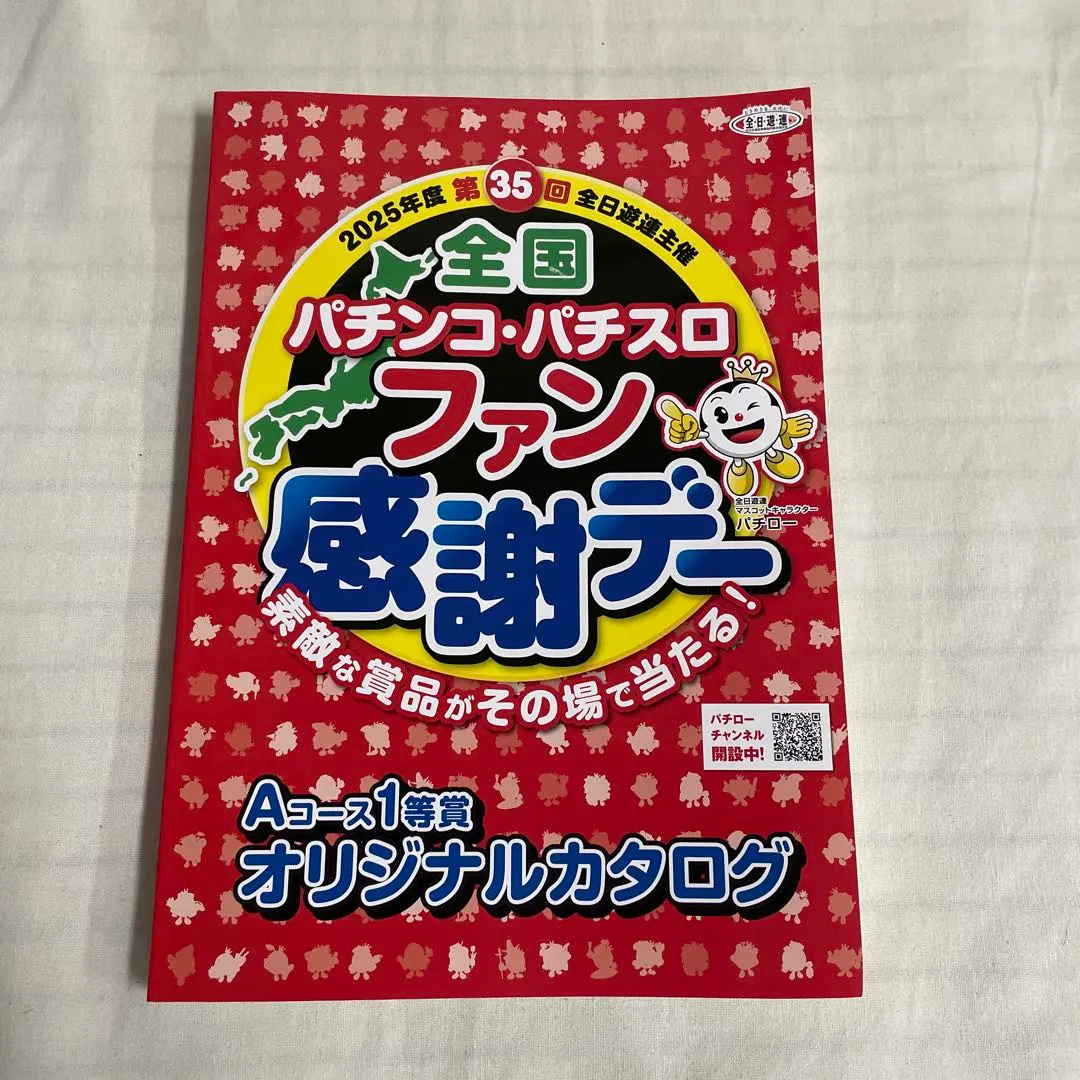 全・日・遊・連
2025年度 第35回 全日遊連主催
全国
パチンコ・パチスロ
ファン
感謝デー
全日遊連
マスコットキャラクター
パチロー
素敵な賞品がその場で当たる!
パチロー
チャンネル
開設中!
Aコース1等賞
オリジナルカタログ